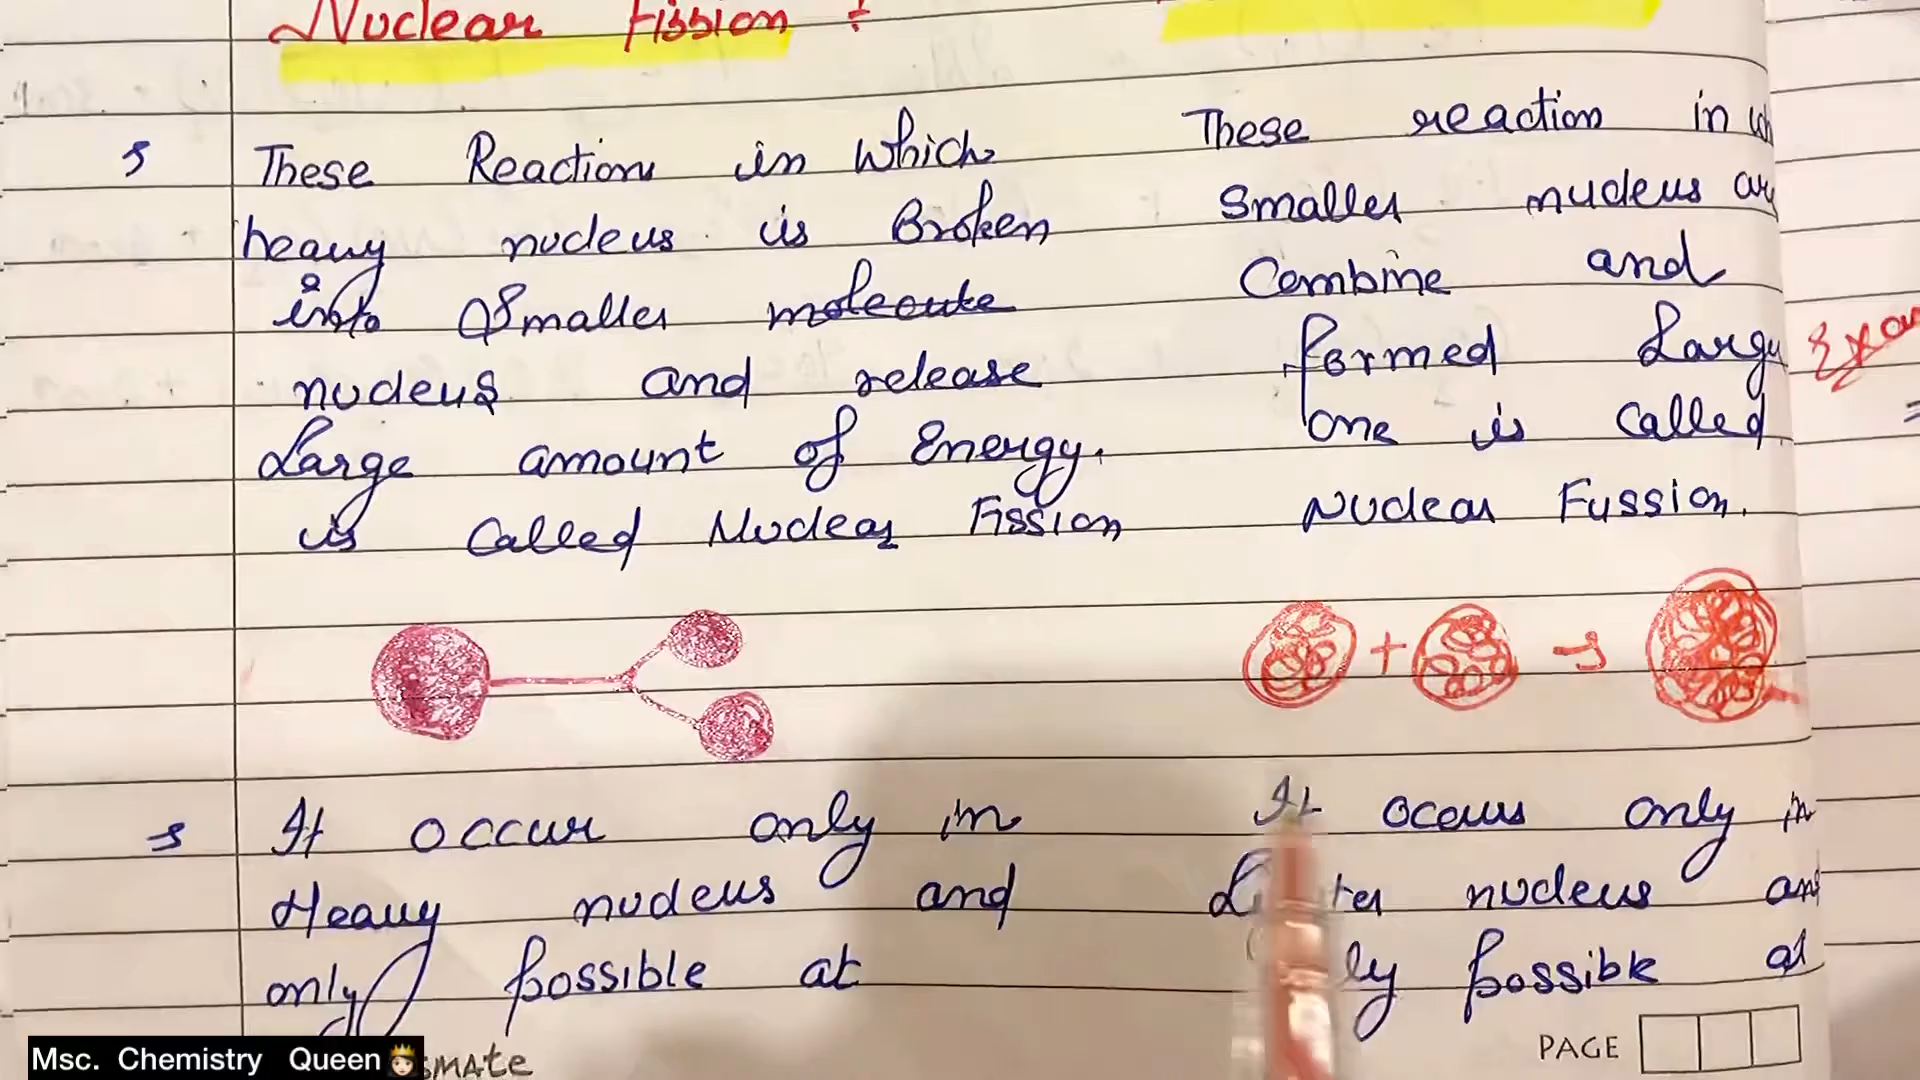 Nuclear Fission :
These Reaction in which
heavy nucleus is Broken
into Smaller molecule
nucleus and release
Large amount of Energy.
is Called Nuclear Fission
It occur only in
Heavy nucleus and
only possible at
These reaction in wh
Smaller nucleus are
Combine and
formed Large
one is Called
Nuclear Fussion.
+
It occurs only in
nucleus and
possible at
Exam
PAGE
Msc. Chemistry Queen
smate